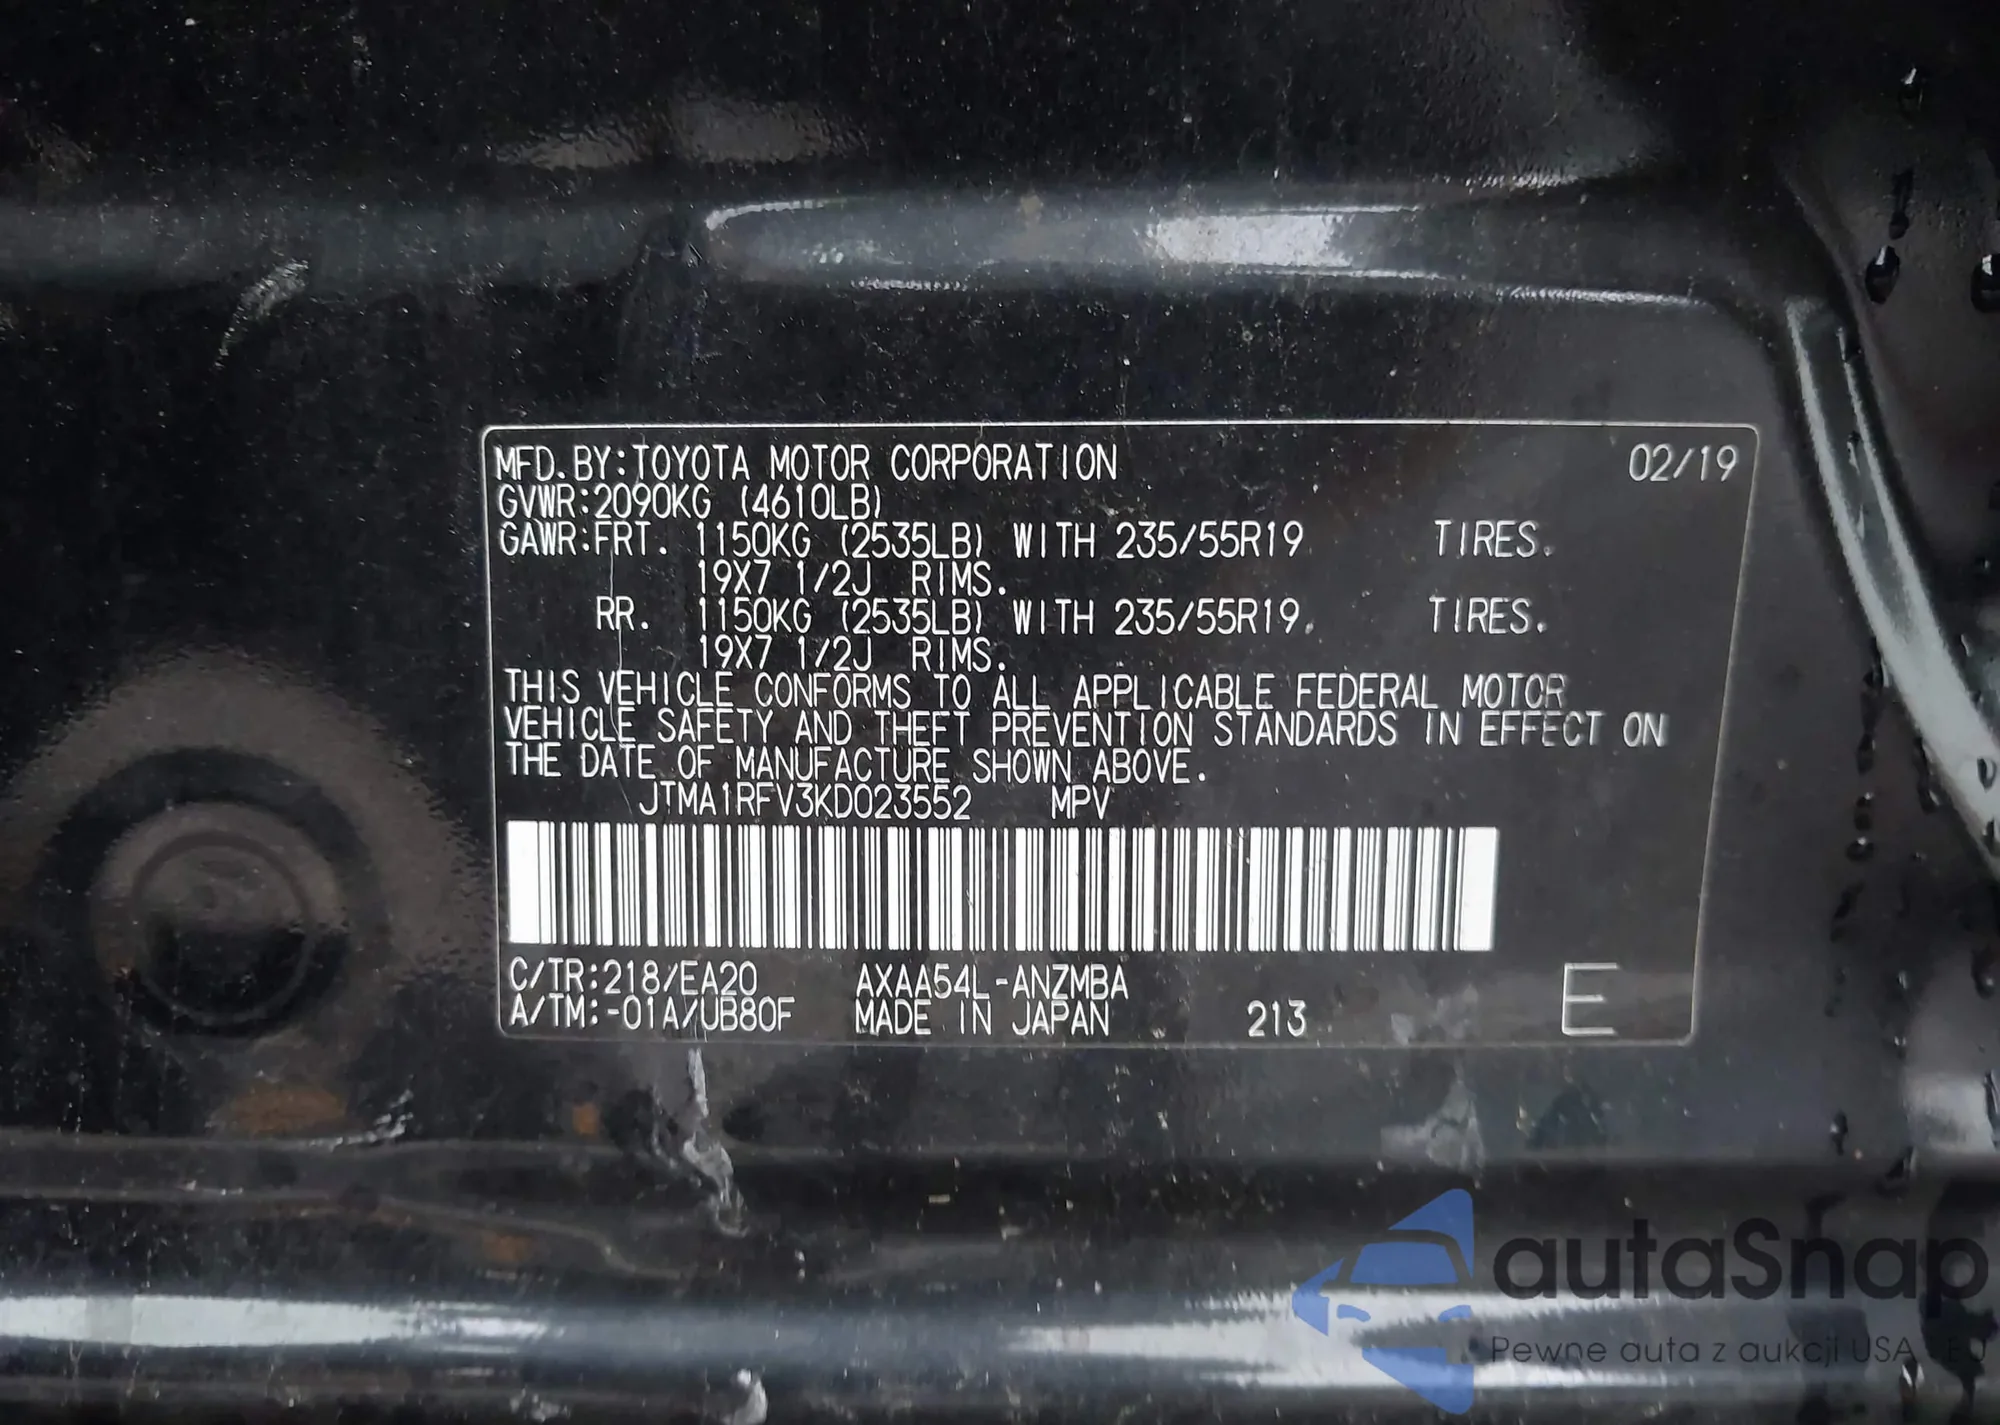 MFD.BY:TOYOTA MOTOR CORPORATION 02/19
GVWR:2090KG (4610LB)
GAWR:FRT. 1150KG (2535LB) WITH 235/55R19 TIRES.
19X7 1/2J RIMS.
RR. 1150KG (2535LB) WITH 235/55R19. TIRES.
19X7 1/2J RIMS.
THIS VEHICLE CONFORMS TO ALL APPLICABLE FEDERAL MOTOR
VEHICLE SAFETY AND THEFT PREVENTION STANDARDS IN EFFECT ON
THE DATE OF MANUFACTURE SHOWN ABOVE.
JTMA1RFV3KD023552 MPV
C/TR:218/EA20 AXAA54L-ANZMBA
A/TM:-01A/UB80F MADE IN JAPAN 213 E
autaSnap
Pewne auta z aukcji USA i EU